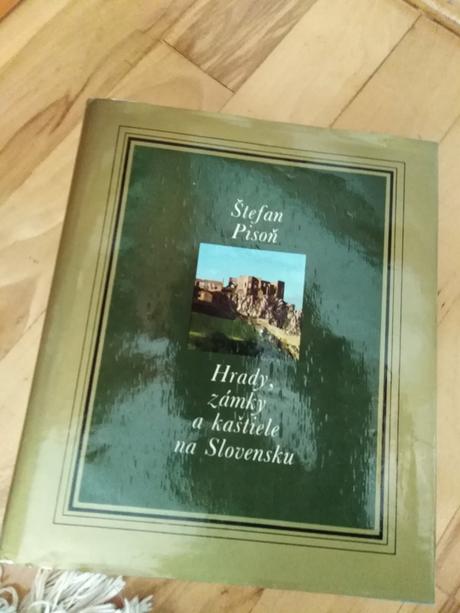 Štefan
Pisoň
Hrady,
zámky
a kaštiele
na Slovensku